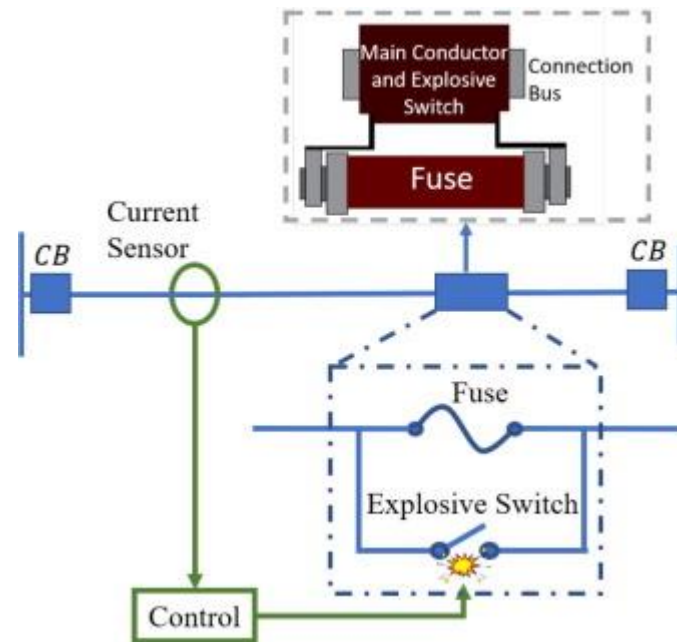 Main Conductor
and Explosive
Switch
Connection
Bus
Fuse
Current
Sensor
CB
CB
Fuse
Explosive Switch
Control